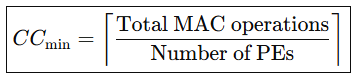 CC_min = ⌈ Total MAC operations / Number of PEs ⌉